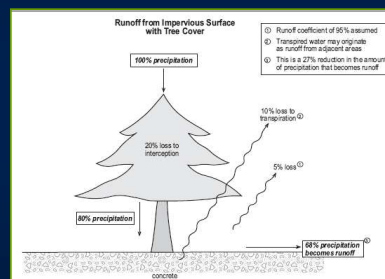 Runoff from Impervious Surface
with Tree Cover
① Runoff coefficient of 95% assumed
② Transpired water may originate
as runoff from adjacent areas
③ This is a 27% reduction in the amount
of precipitation that becomes runoff
100% precipitation
20% loss to
interception
10% loss to
transpiration ②
5% loss ①
80% precipitation
68% precipitation
becomes runoff ③
concrete